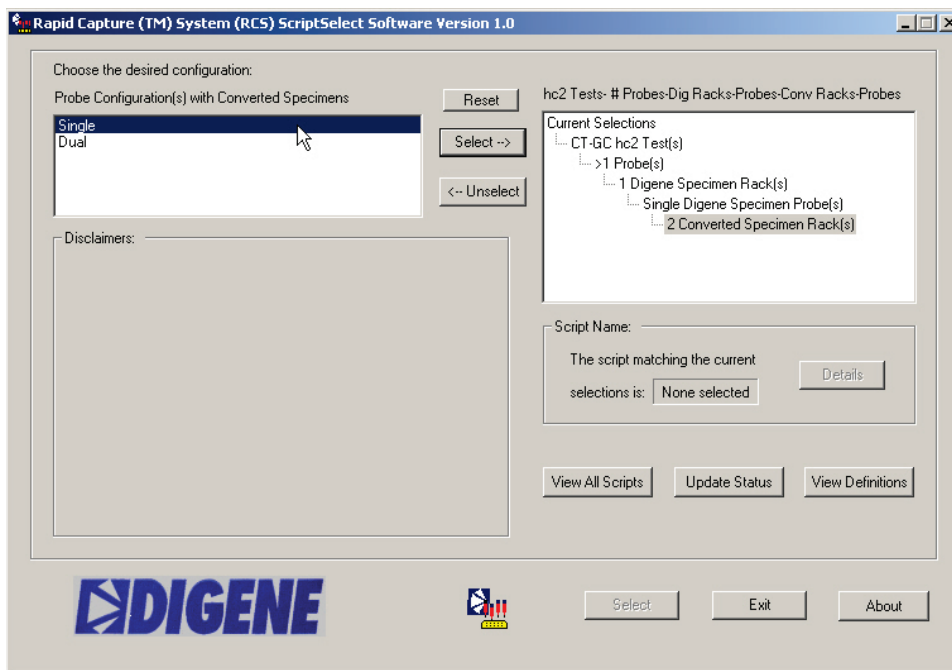 Rapid Capture (TM) System (RCS) ScriptSelect Software Version 1.0
Choose the desired configuration:
Probe Configuration(s) with Converted Specimens
Single
Dual
Reset
Select -->
<-- Unselect
hc2 Tests- # Probes-Dig Racks-Probes-Conv Racks-Probes
Current Selections
CT-GC hc2 Test(s)
>1 Probe(s)
1 Digene Specimen Rack(s)
Single Digene Specimen Probe(s)
2 Converted Specimen Rack(s)
Disclaimers:
Script Name:
The script matching the current
selections is: None selected
Details
View All Scripts
Update Status
View Definitions
DIGENE
Select
Exit
About